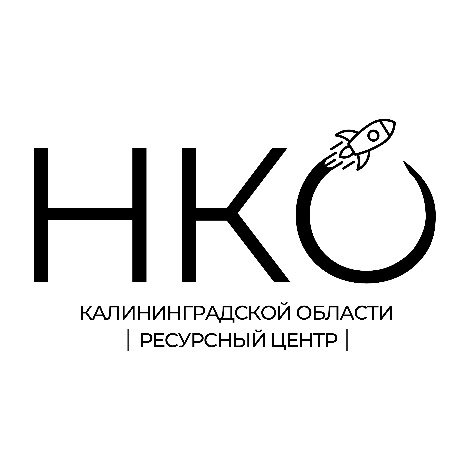 НКО
КАЛИНИНГРАДСКОЙ ОБЛАСТИ
| РЕСУРСНЫЙ ЦЕНТР |